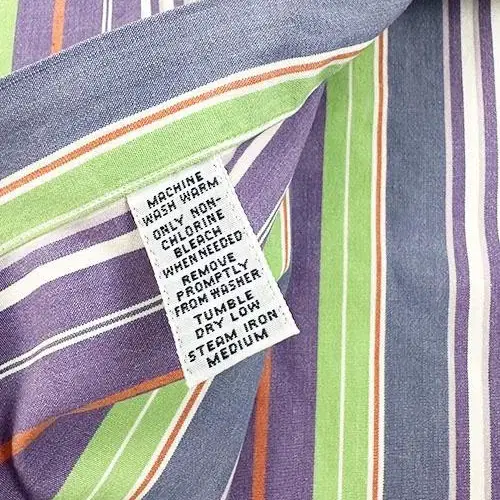 MACHINE
WASH WARM
ONLY NON-
CHLORINE
BLEACH
WHEN NEEDED
REMOVE
PROMPTLY
FROM WASHER
TUMBLE
DRY LOW
STEAM IRON
MEDIUM